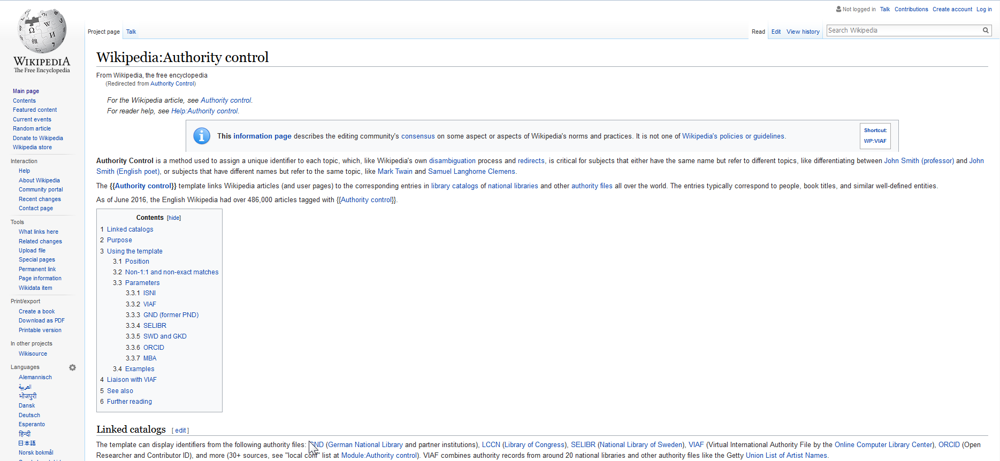 Not logged in Talk Contributions Create account Log in
Project page Talk
Read Edit View history Search Wikipedia
WIKIPEDIA
The Free Encyclopedia
Main page
Contents
Featured content
Current events
Random article
Donate to Wikipedia
Wikipedia store
Interaction
Help
About Wikipedia
Community portal
Recent changes
Contact page
Tools
What links here
Related changes
Upload file
Special pages
Permanent link
Page information
Wikidata item
Print/export
Create a book
Download as PDF
Printable version
In other projects
Wikisource
Languages
Alemannisch
العربية
भोजपुरी
Dansk
Deutsch
Esperanto
हिन्दी
日本語
Norsk bokmål
Wikipedia:Authority control
From Wikipedia, the free encyclopedia
(Redirected from Authority Control)
For the Wikipedia article, see Authority control.
For reader help, see Help:Authority control.
This information page describes the editing community's consensus on some aspect or aspects of Wikipedia's norms and practices. It is not one of Wikipedia's policies or guidelines.
Shortcut:
WP:VIAF
Authority Control is a method used to assign a unique identifier to each topic, which, like Wikipedia's own disambiguation process and redirects, is critical for subjects that either have the same name but refer to different topics, like differentiating between John Smith (professor) and John
Smith (English poet), or subjects that have different names but refer to the same topic, like Mark Twain and Samuel Langhorne Clemens.
The {{Authority control}} template links Wikipedia articles (and user pages) to the corresponding entries in library catalogs of national libraries and other authority files all over the world. The entries typically correspond to people, book titles, and similar well-defined entities.
As of June 2016, the English Wikipedia had over 486,000 articles tagged with {{Authority control}}.
Contents [hide]
1 Linked catalogs
2 Purpose
3 Using the template
3.1 Position
3.2 Non-1:1 and non-exact matches
3.3 Parameters
3.3.1 ISNI
3.3.2 VIAF
3.3.3 GND (former PND)
3.3.4 SELIBR
3.3.5 SWD and GKD
3.3.6 ORCID
3.3.7 MBA
3.4 Examples
4 Liaison with VIAF
5 See also
6 Further reading
Linked catalogs [ edit ]
The template can display identifiers from the following authority files: GND (German National Library and partner institutions), LCCN (Library of Congress), SELIBR (National Library of Sweden), VIAF (Virtual International Authority File by the Online Computer Library Center), ORCID (Open
Researcher and Contributor ID), and more (30+ sources, see "local conf" list at Module:Authority control). VIAF combines authority records from around 20 national libraries and other authority files like the Getty Union List of Artist Names.